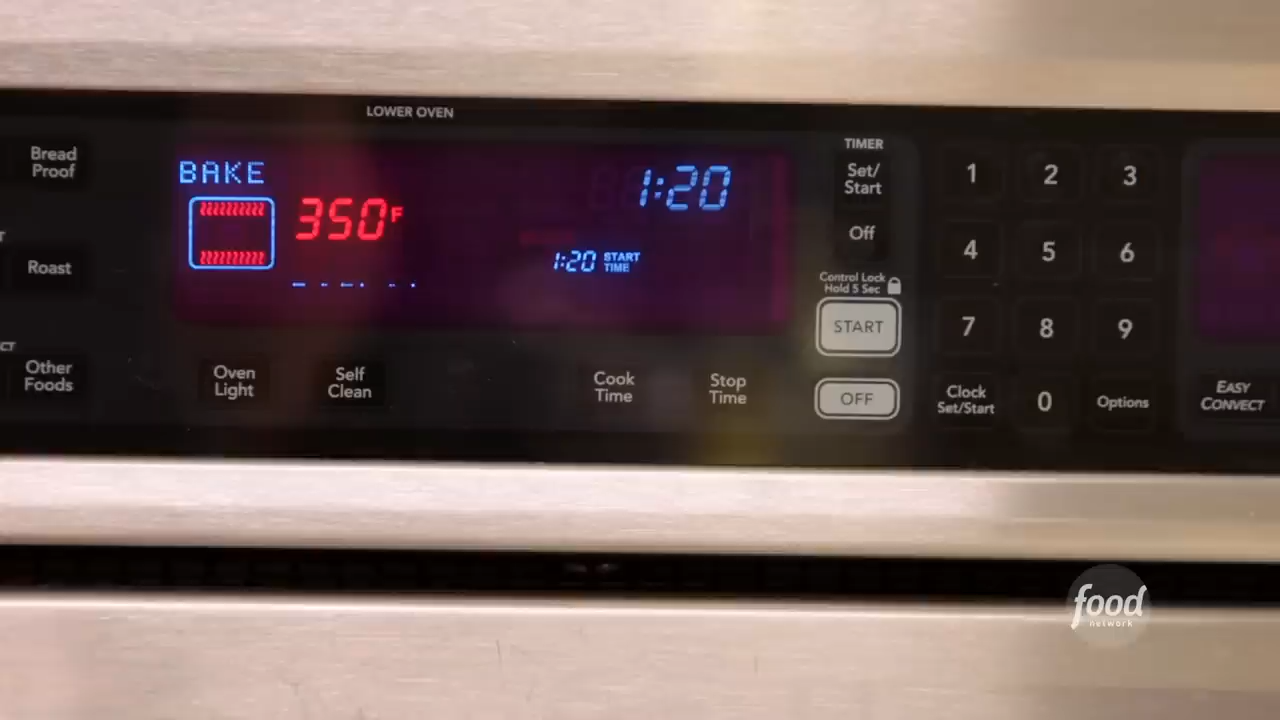 LOWER OVEN
Bread
Proof
BAKE
350F
1:20
1:20 START
TIME
TIMER
Set/
Start
Off
Control Lock
Hold 5 Sec
START
OFF
1 2 3
4 5 6
7 8 9
Clock
Set/Start
0
Options
Roast
Other
Foods
Oven
Light
Self
Clean
Cook
Time
Stop
Time
EASY
CONVECT
food
network